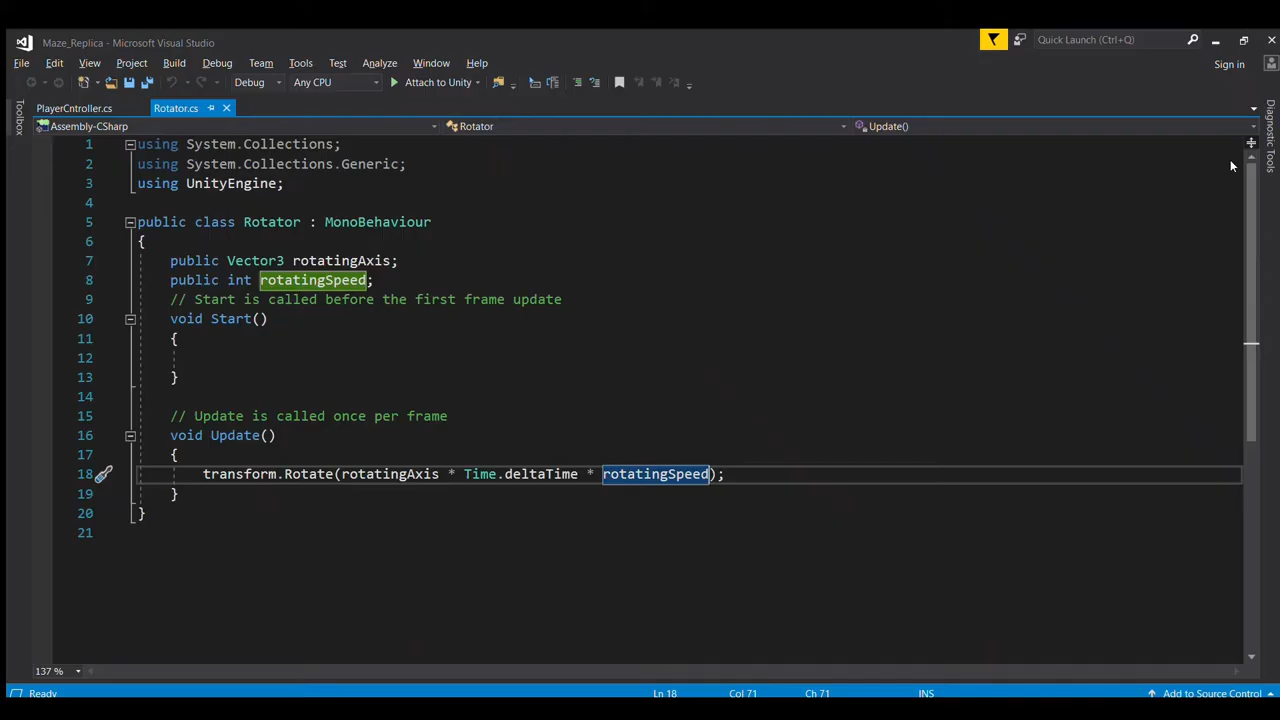 Maze_Replica - Microsoft Visual Studio
Quick Launch (Ctrl+Q)
File Edit View Project Build Debug Team Tools Test Analyze Window Help
Sign in
Debug Any CPU Attach to Unity
Toolbox
PlayerCntroller.cs Rotator.cs
Diagnostic Tools
Assembly-CSharp Rotator Update()
1 using System.Collections;
2 using System.Collections.Generic;
3 using UnityEngine;
4
5 public class Rotator : MonoBehaviour
6 {
7 public Vector3 rotatingAxis;
8 public int rotatingSpeed;
9 // Start is called before the first frame update
10 void Start()
11 {
12
13 }
14
15 // Update is called once per frame
16 void Update()
17 {
18 transform.Rotate(rotatingAxis * Time.deltaTime * rotatingSpeed);
19 }
20 }
21
137 %
Ready Ln 18 Col 71 Ch 71 INS Add to Source Control